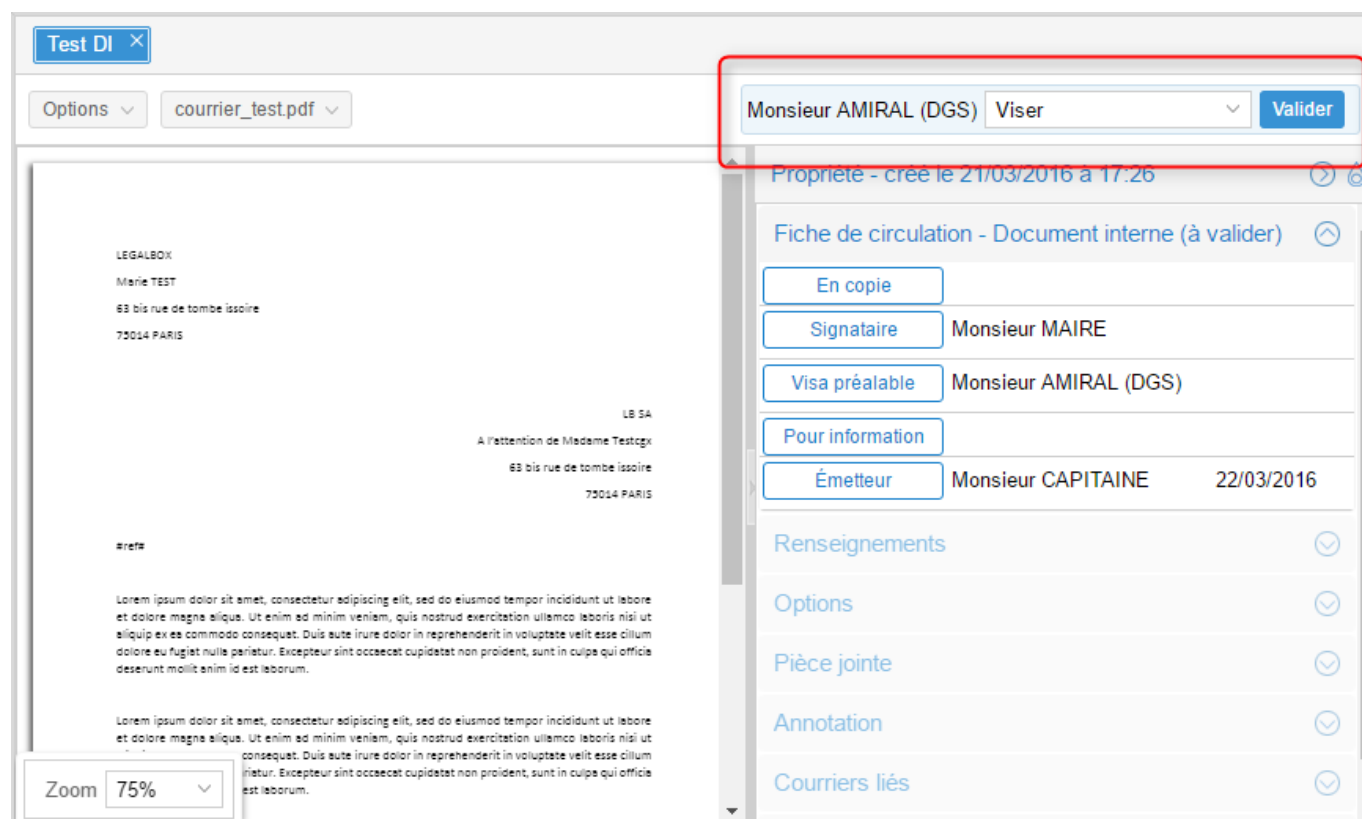 Test DI
Options
courrier_test.pdf
Monsieur AMIRAL (DGS) Viser Valider
LEGALBOX
Marie TEST
63 bis rue de tombe issoire
75014 PARIS
LB SA
A l'attention de Madame Testcgx
63 bis rue de tombe issoire
75014 PARIS
#ref#
Lorem ipsum dolor sit amet, consectetur adipiscing elit, sed do eiusmod tempor incididunt ut labore
et dolore magna aliqua. Ut enim ad minim veniam, quis nostrud exercitation ullamco laboris nisi ut
aliquip ex ea commodo consequat. Duis aute irure dolor in reprehenderit in voluptate velit esse cillum
dolore eu fugiat nulla pariatur. Excepteur sint occaecat cupidatat non proident, sunt in culpa qui officia
deserunt mollit anim id est laborum.
Lorem ipsum dolor sit amet, consectetur adipiscing elit, sed do eiusmod tempor incididunt ut labore
et dolore magna aliqua. Ut enim ad minim veniam, quis nostrud exercitation ullamco laboris nisi ut
consequat. Duis aute irure dolor in reprehenderit in voluptate velit esse cillum
Excepteur sint occaecat cupidatat non proident, sunt in culpa qui officia
est laborum.
Zoom 75%
Propriété - créé le 21/03/2016 à 17:26
Fiche de circulation - Document interne (à valider)
En copie
Signataire Monsieur MAIRE
Visa préalable Monsieur AMIRAL (DGS)
Pour information
Émetteur Monsieur CAPITAINE 22/03/2016
Renseignements
Options
Pièce jointe
Annotation
Courriers liés